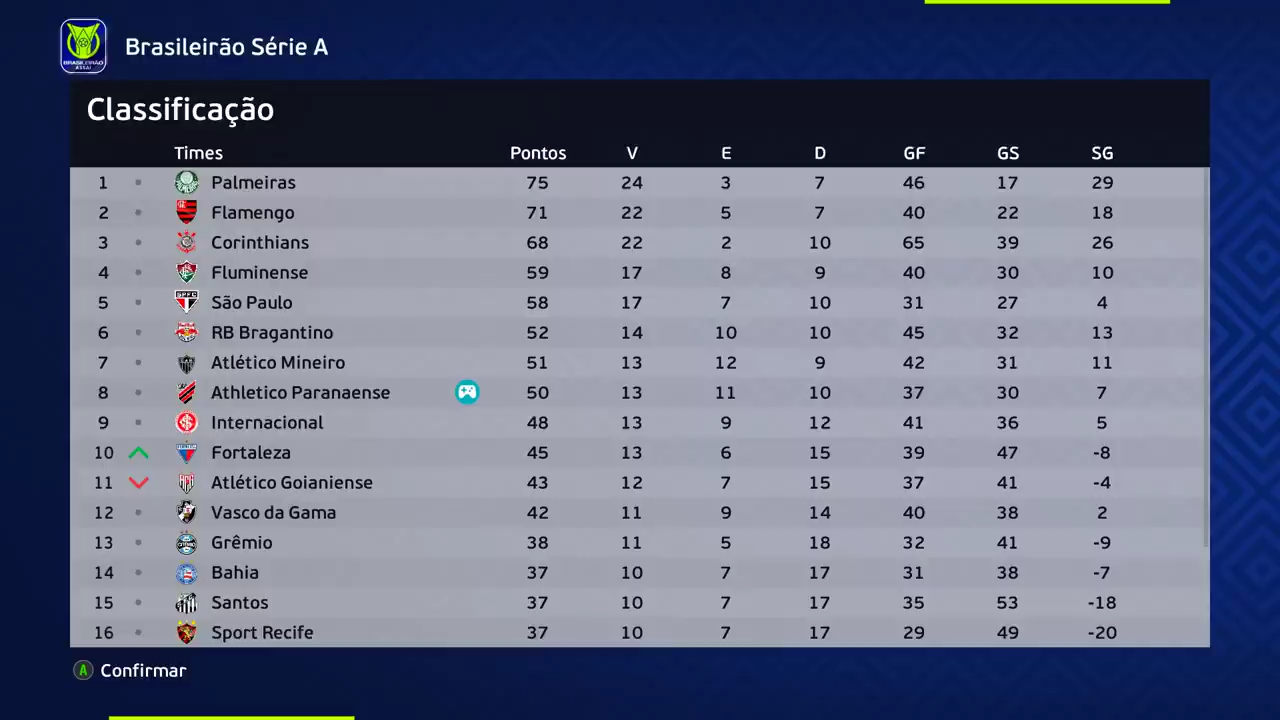 BRASILEIRÃO
ASSAÍ
Brasileirão Série A
Classificação
Times Pontos V E D GF GS SG
1 Palmeiras 75 24 3 7 46 17 29
2 Flamengo 71 22 5 7 40 22 18
3 Corinthians 68 22 2 10 65 39 26
4 Fluminense 59 17 8 9 40 30 10
5 São Paulo 58 17 7 10 31 27 4
6 RB Bragantino 52 14 10 10 45 32 13
7 Atlético Mineiro 51 13 12 9 42 31 11
8 Athletico Paranaense 50 13 11 10 37 30 7
9 Internacional 48 13 9 12 41 36 5
10 Fortaleza 45 13 6 15 39 47 -8
11 Atlético Goianiense 43 12 7 15 37 41 -4
12 Vasco da Gama 42 11 9 14 40 38 2
13 Grêmio 38 11 5 18 32 41 -9
14 Bahia 37 10 7 17 31 38 -7
15 Santos 37 10 7 17 35 53 -18
16 Sport Recife 37 10 7 17 29 49 -20
A Confirmar